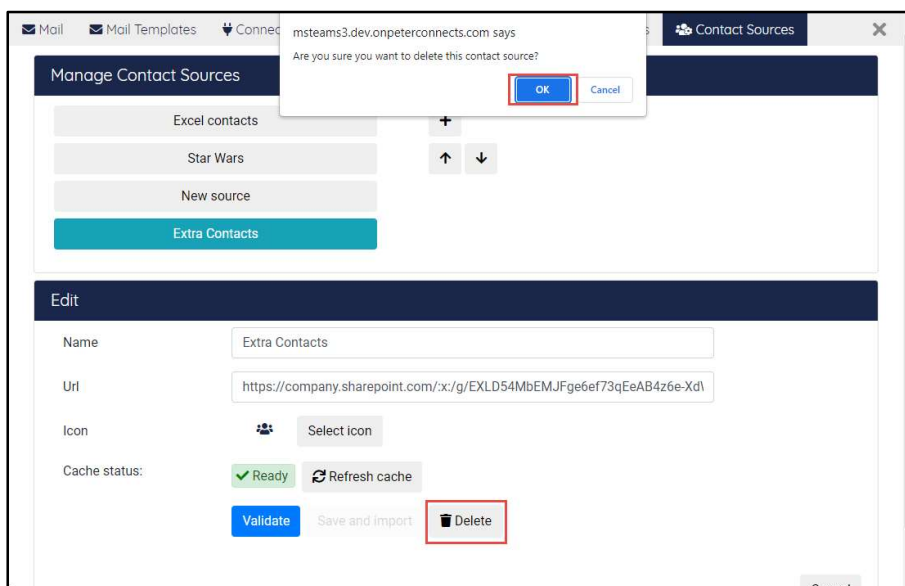 Mail Mail Templates Connec
msteams3.dev.onpeterconnects.com says
Contact Sources
Are you sure you want to delete this contact source?
OK Cancel
Manage Contact Sources
Excel contacts
Star Wars
New source
Extra Contacts
Edit
Name Extra Contacts
Url https://company.sharepoint.com/:x:/g/EXLD54MbEMJFge6ef73qEeAB4z6e-Xd
Icon Select icon
Cache status: Ready Refresh cache
Validate Save and import Delete